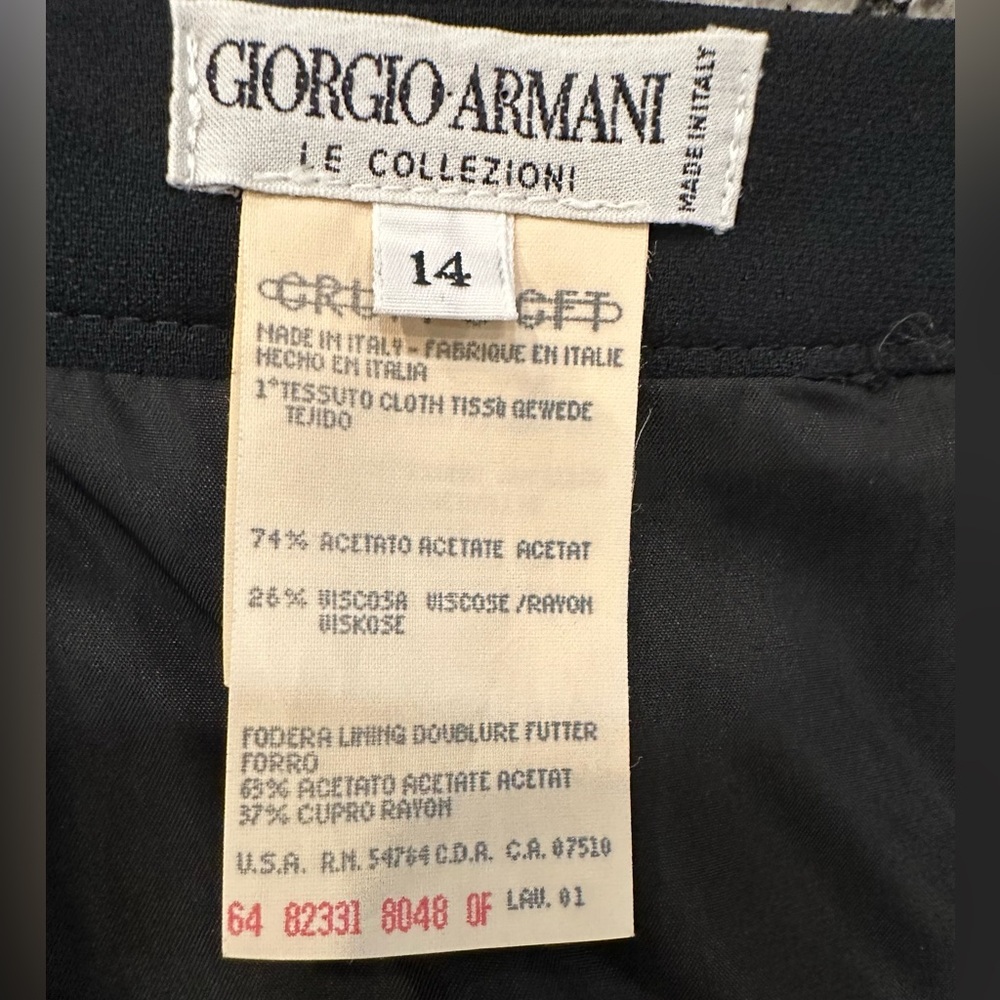 GIORGIO ARMANI
LE COLLEZIONI
MADE IN ITALY
14
MADE IN ITALY - FABRIQUE EN ITALIE
HECHO EN ITALIA
1°TESSUTO CLOTH TISSÙ GEWEDE
TEJIDO
74% ACETATO ACETATE ACETAT
26% VISCOSA VISCOSE/RAYON
VISKOSE
FODERA LINING DOUBLURE FUTTER
FORRO
63% ACETATO ACETATE ACETAT
37% CUPRO RAYON
U.S.A. R.N. 54764 C.D.A. C.A. 07510
LAV. 01
64 82331 8048 0F